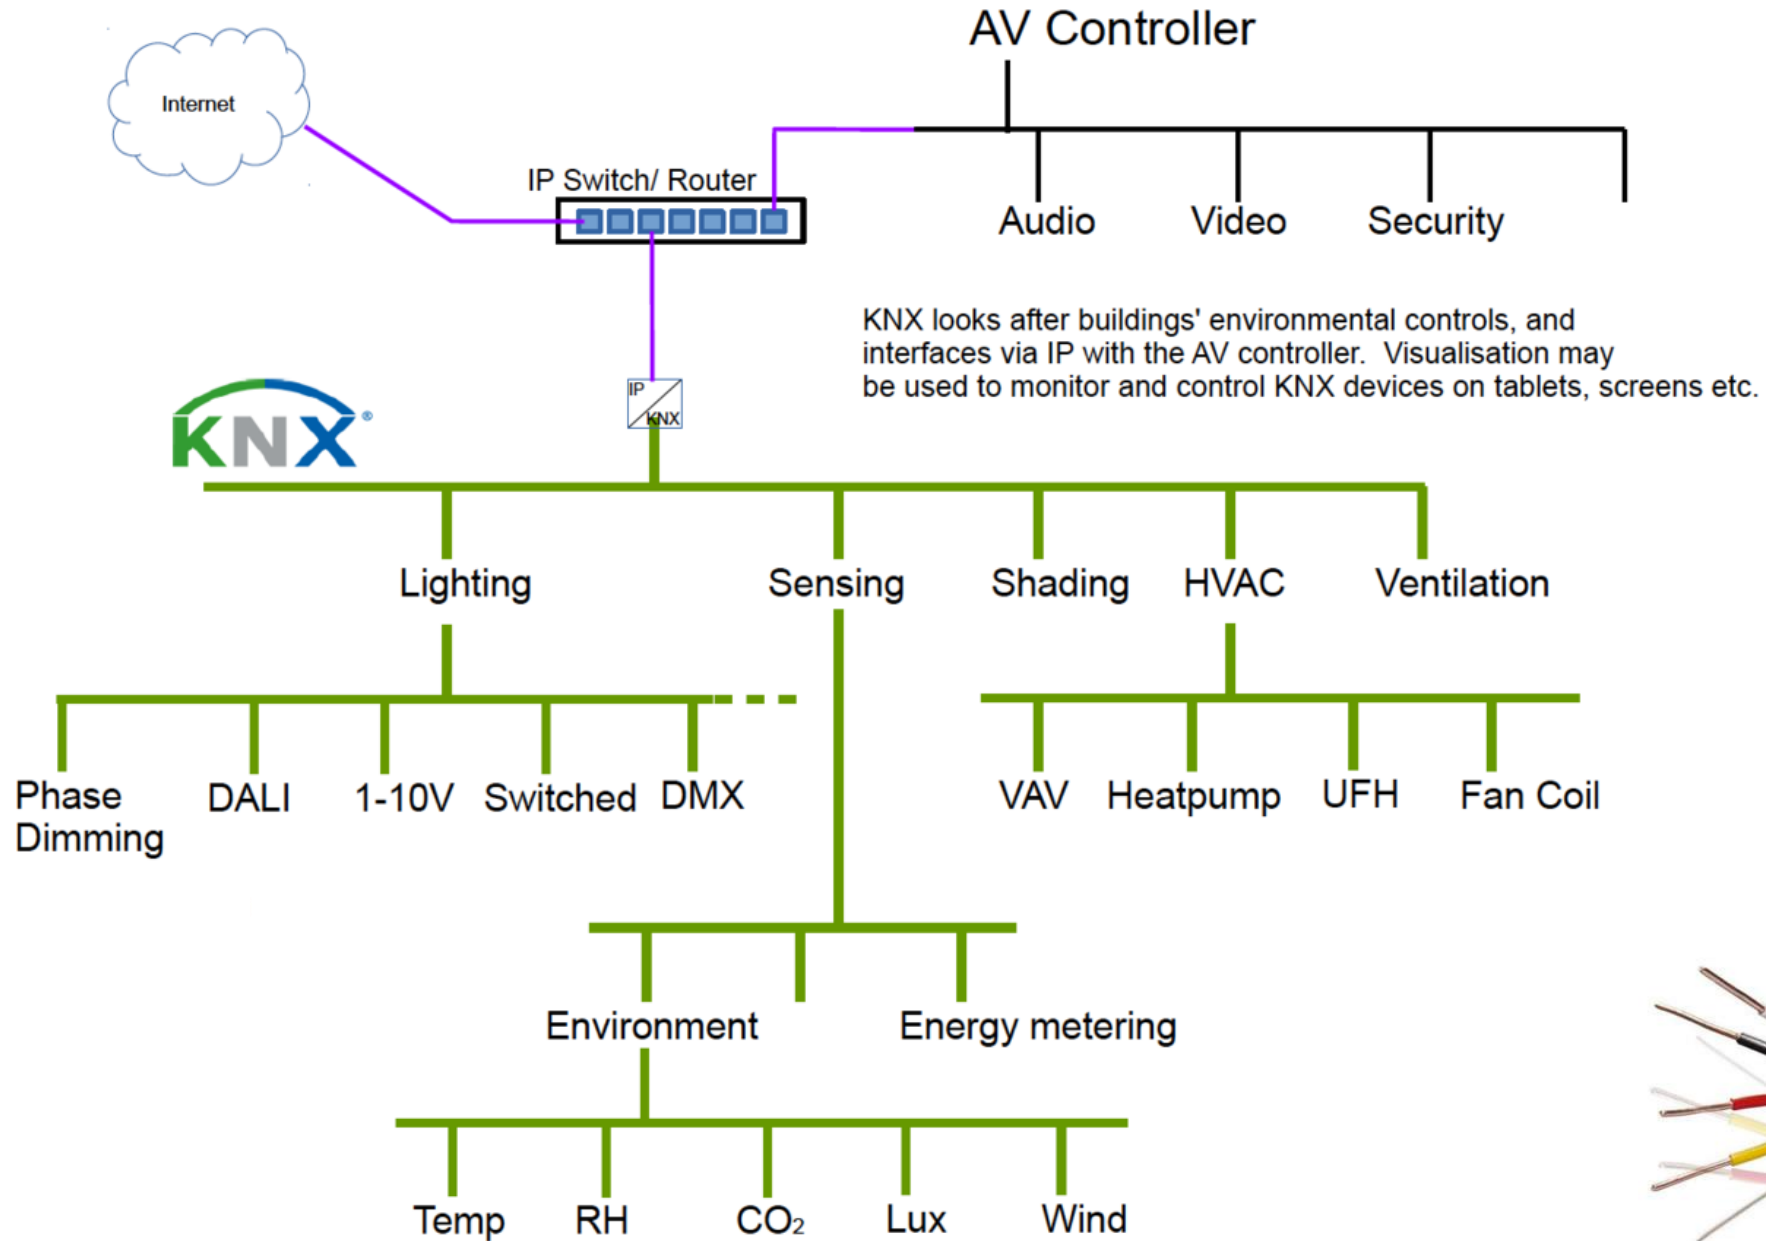 AV Controller
Internet
IP Switch/ Router
Audio
Video
Security
KNX looks after buildings' environmental controls, and
interfaces via IP with the AV controller.  Visualisation may
be used to monitor and control KNX devices on tablets, screens etc.
IP
KNX
KNX®
Lighting
Sensing
Shading
HVAC
Ventilation
Phase
Dimming
DALI
1-10V
Switched
DMX
VAV
Heatpump
UFH
Fan Coil
Environment
Energy metering
Temp
RH
CO₂
Lux
Wind